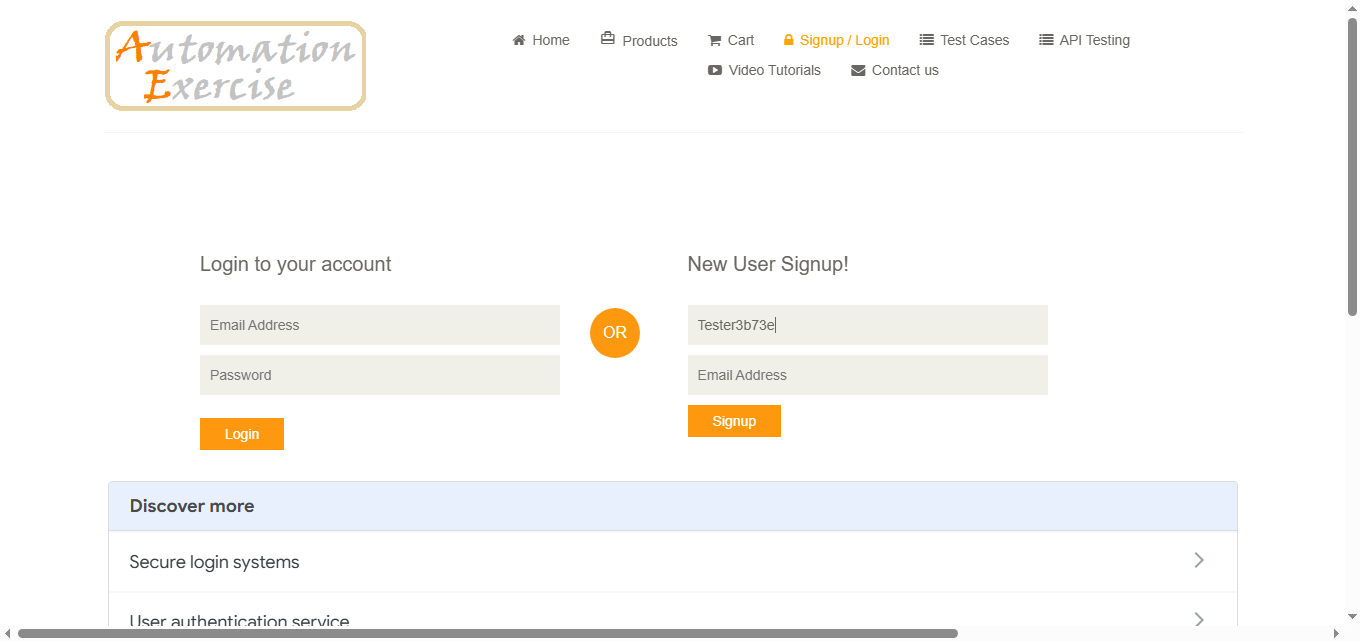 Automation
Exercise
Home Products Cart Signup / Login Test Cases API Testing
Video Tutorials Contact us
Login to your account
Email Address
Password
Login
OR
New User Signup!
Tester3b73e
Email Address
Signup
Discover more
Secure login systems
User authentication service